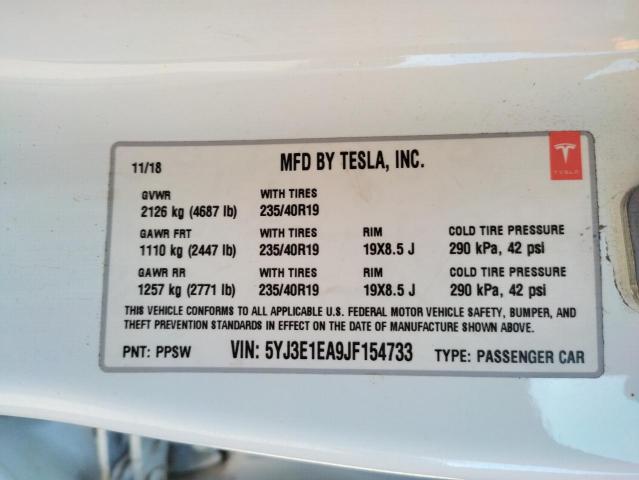 11/18 MFD BY TESLA, INC.
TESLA
GVWR WITH TIRES
2126 kg (4687 lb) 235/40R19
GAWR FRT WITH TIRES RIM COLD TIRE PRESSURE
1110 kg (2447 lb) 235/40R19 19X8.5 J 290 kPa, 42 psi
GAWR RR WITH TIRES RIM COLD TIRE PRESSURE
1257 kg (2771 lb) 235/40R19 19X8.5 J 290 kPa, 42 psi
THIS VEHICLE CONFORMS TO ALL APPLICABLE U.S. FEDERAL MOTOR VEHICLE SAFETY, BUMPER, AND
THEFT PREVENTION STANDARDS IN EFFECT ON THE DATE OF MANUFACTURE SHOWN ABOVE.
PNT: PPSW VIN: 5YJ3E1EA9JF154733 TYPE: PASSENGER CAR